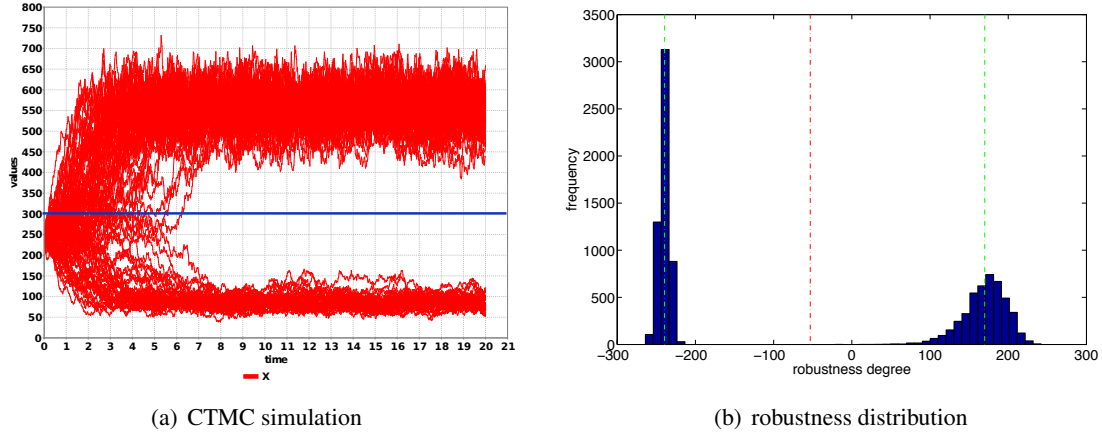 800
750
700
650
600
550
500
450
400
350
300
250
200
150
100
50
0
values
0 1 2 3 4 5 6 7 8 9 10 11 12 13 14 15 16 17 18 19 20 21
time
X
(a) CTMC simulation
3500
3000
2500
2000
1500
1000
500
0
frequency
−300 −200 −100 0 100 200 300
robustness degree
(b) robustness distribution